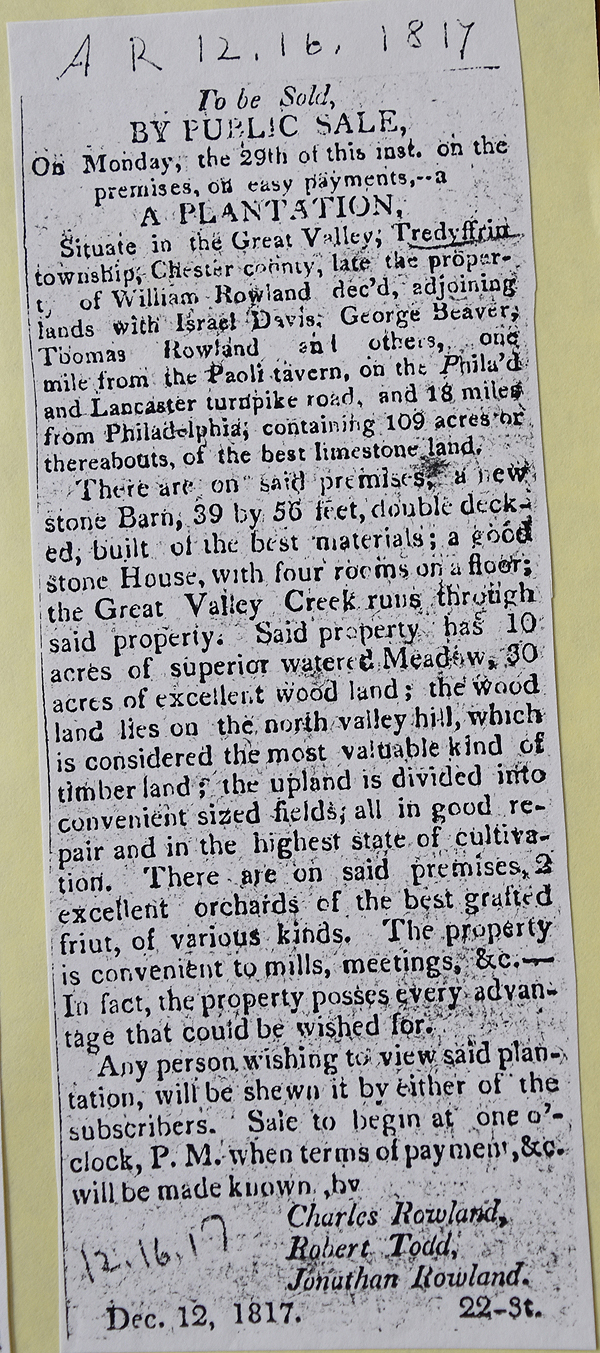 A R 12.16.1817
To be Sold,
BY PUBLIC SALE,
On Monday, the 29th of this inst. on the
premises, on easy payments,--a
A PLANTATION,
Situate in the Great Valley, Tredyffrin
township, Chester county, late the proper-
t, of William Rowland dec'd, adjoining
lands with Israel Davis, George Beaver,
Thomas Rowland and others, one
mile from the Paoli tavern, on the Phila'd
and Lancaster turnpike road, and 18 miles
from Philadelphia; containing 109 acres or
thereabouts, of the best limestone land.
There are on said premises, a new
stone Barn, 39 by 56 feet, double deck-
ed, built of the best materials; a good
stone House, with four rooms on a floor;
the Great Valley Creek runs through
said property. Said property has 10
acres of superior watered Meadow, 30
acres of excellent wood land; the wood
land lies on the north valley hill, which
is considered the most valuable kind of
timber land; the upland is divided into
convenient sized fields, all in good re-
pair and in the highest state of cultiva-
tion. There are on said premises, 2
excellent orchards of the best grafted
friut, of various kinds. The property
is convenient to mills, meetings, &c.—
In fact, the property posses every advan-
tage that could be wished for.
Any person wishing to view said plan-
tation, will be shewn it by either of the
subscribers. Sale to begin at one o'-
clock, P. M. when terms of payment, &c.
will be made known, by
Charles Rowland,
Robert Todd,
Jonathan Rowland.
12.16.17
Dec. 12, 1817. 22-3t.